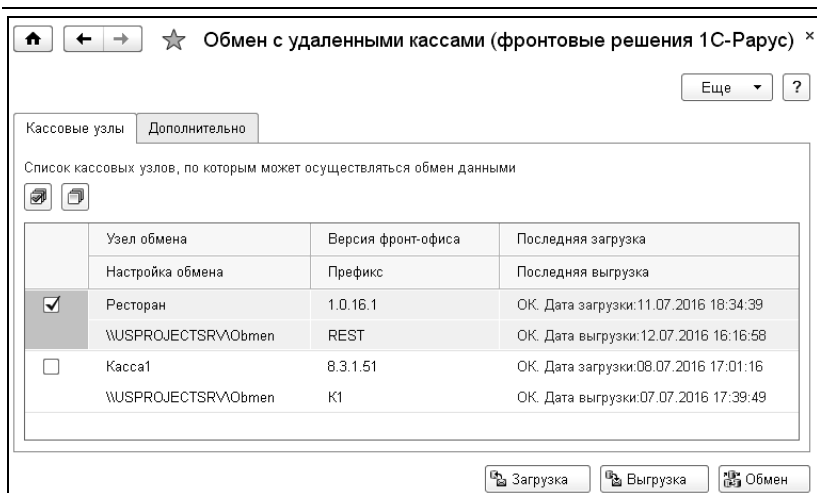 Обмен с удаленными кассами (фронтовые решения 1С-Рарус) ×
Еще ?
Кассовые узлы Дополнительно
Список кассовых узлов, по которым может осуществляться обмен данными
Узел обмена Версия фронт-офиса Последняя загрузка
Настройка обмена Префикс Последняя выгрузка
Ресторан 1.0.16.1 ОК. Дата загрузки:11.07.2016 18:34:39
\\USPROJECTSRV\Obmen REST ОК. Дата выгрузки:12.07.2016 16:16:58
Касса1 8.3.1.51 ОК. Дата загрузки:08.07.2016 17:01:16
\\USPROJECTSRV\Obmen К1 ОК. Дата выгрузки:07.07.2016 17:39:49
Загрузка Выгрузка Обмен